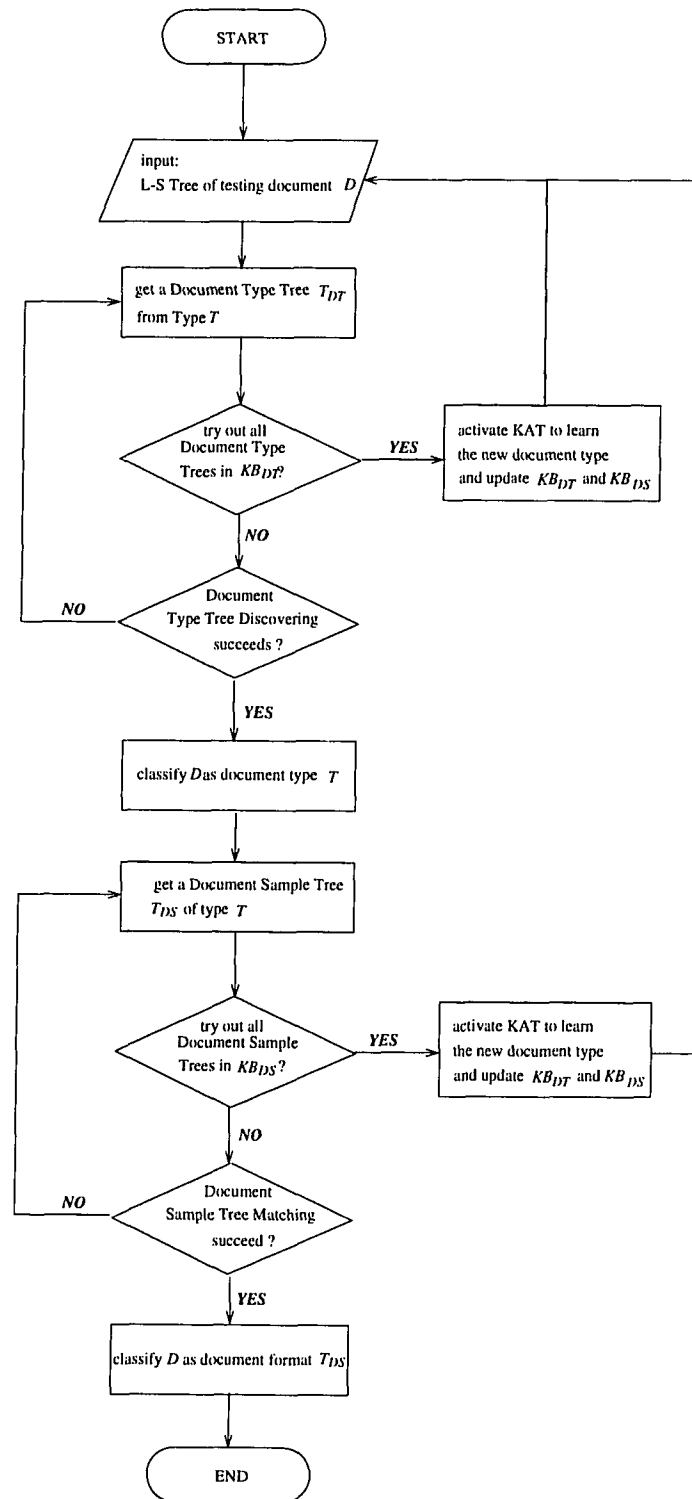 START
input:
L-S Tree of testing document D
get a Document Type Tree T_DT
from Type T
try out all
Document Type
Trees in KB_DT?
YES
activate KAT to learn
the new document type
and update KB_DT and KB_DS
NO
Document
Type Tree Discovering
succeeds ?
NO
YES
classify D as document type T
get a Document Sample Tree
T_DS of type T
try out all
Document Sample
Trees in KB_DS?
YES
activate KAT to learn
the new document type
and update KB_DT and KB_DS
NO
Document
Sample Tree Matching
succeed ?
NO
YES
classify D as document format T_DS
END